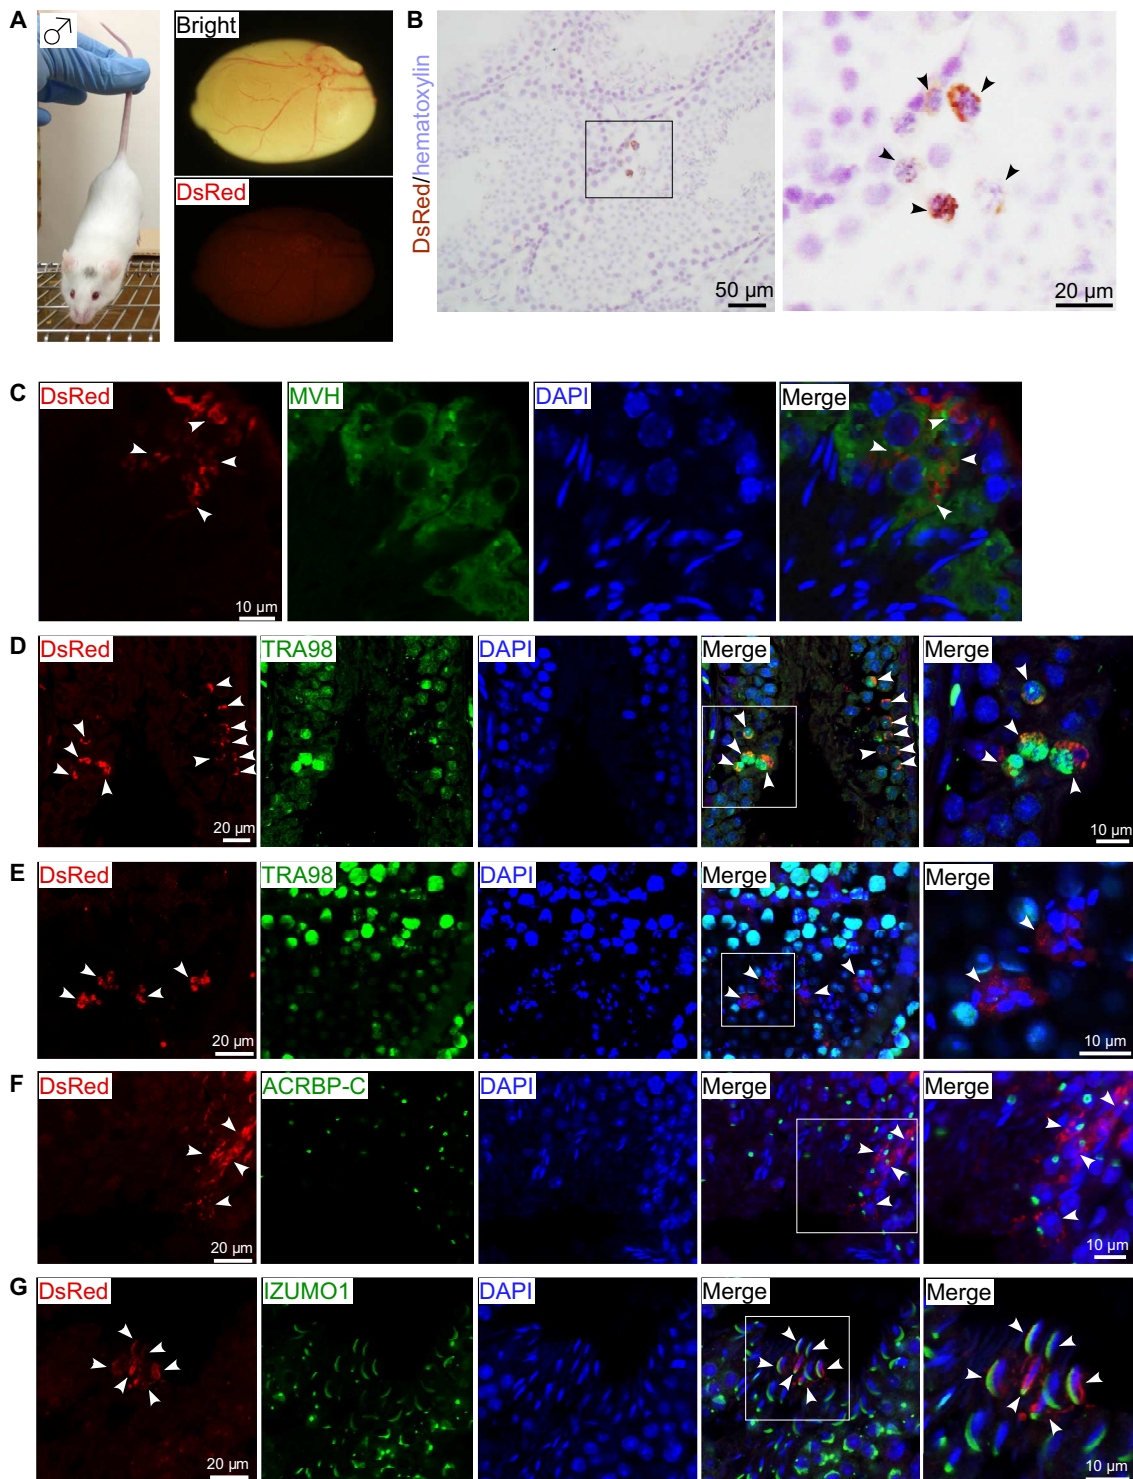 A
♂
Bright
DsRed
B
DsRed/hematoxylin
50 µm
20 µm
C
DsRed
MVH
DAPI
Merge
10 µm
D
DsRed
TRA98
DAPI
Merge
Merge
20 µm
10 µm
E
DsRed
TRA98
DAPI
Merge
Merge
20 µm
10 µm
F
DsRed
ACRBP-C
DAPI
Merge
Merge
20 µm
10 µm
G
DsRed
IZUMO1
DAPI
Merge
Merge
20 µm
10 µm